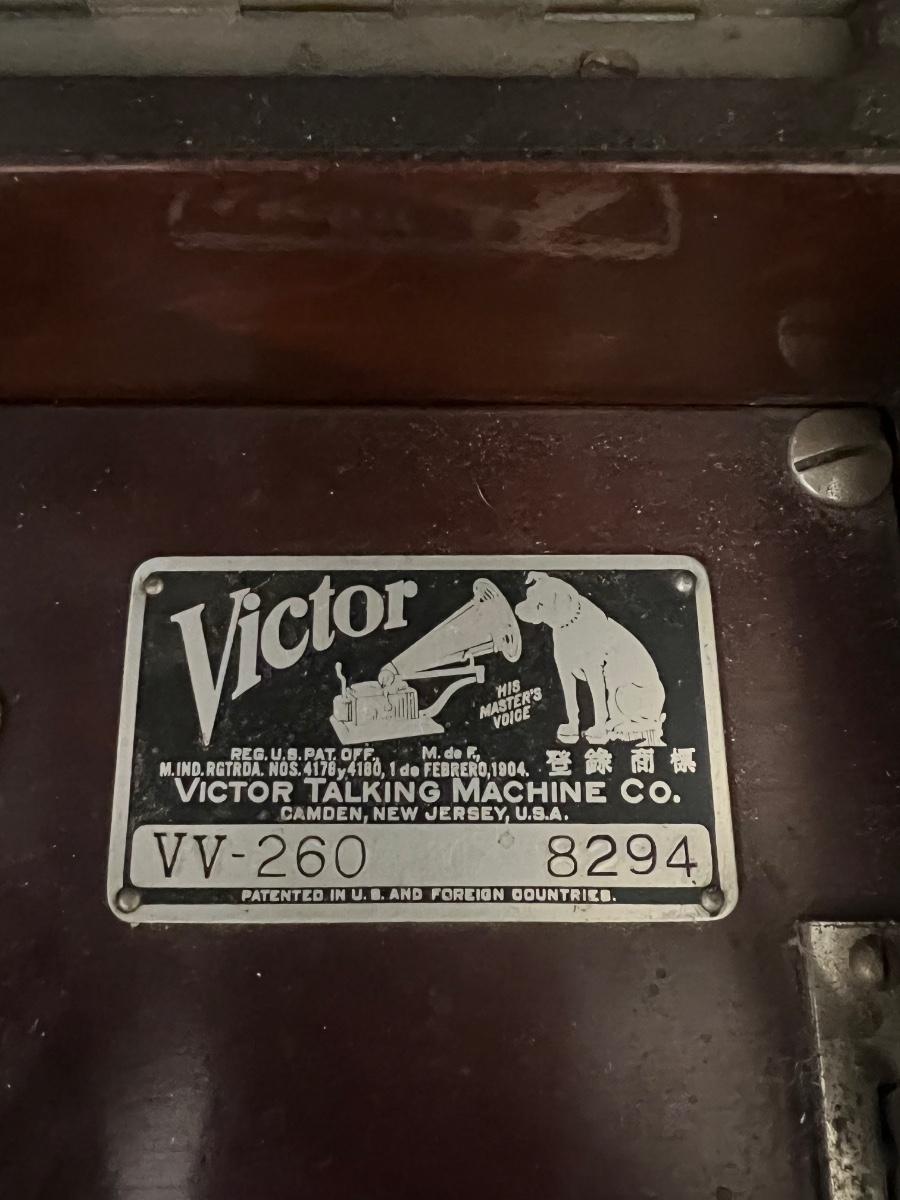 Victor
HIS
MASTER'S
VOICE
REG. U.S. PAT. OFF. M. de F.
M. IND. RGTRDA. NOS. 4178 y 4180, 1 de FEBRERO, 1904. 登錄商標
VICTOR TALKING MACHINE CO.
CAMDEN, NEW JERSEY, U.S.A.
VV-260 8294
PATENTED IN U.S. AND FOREIGN COUNTRIES.